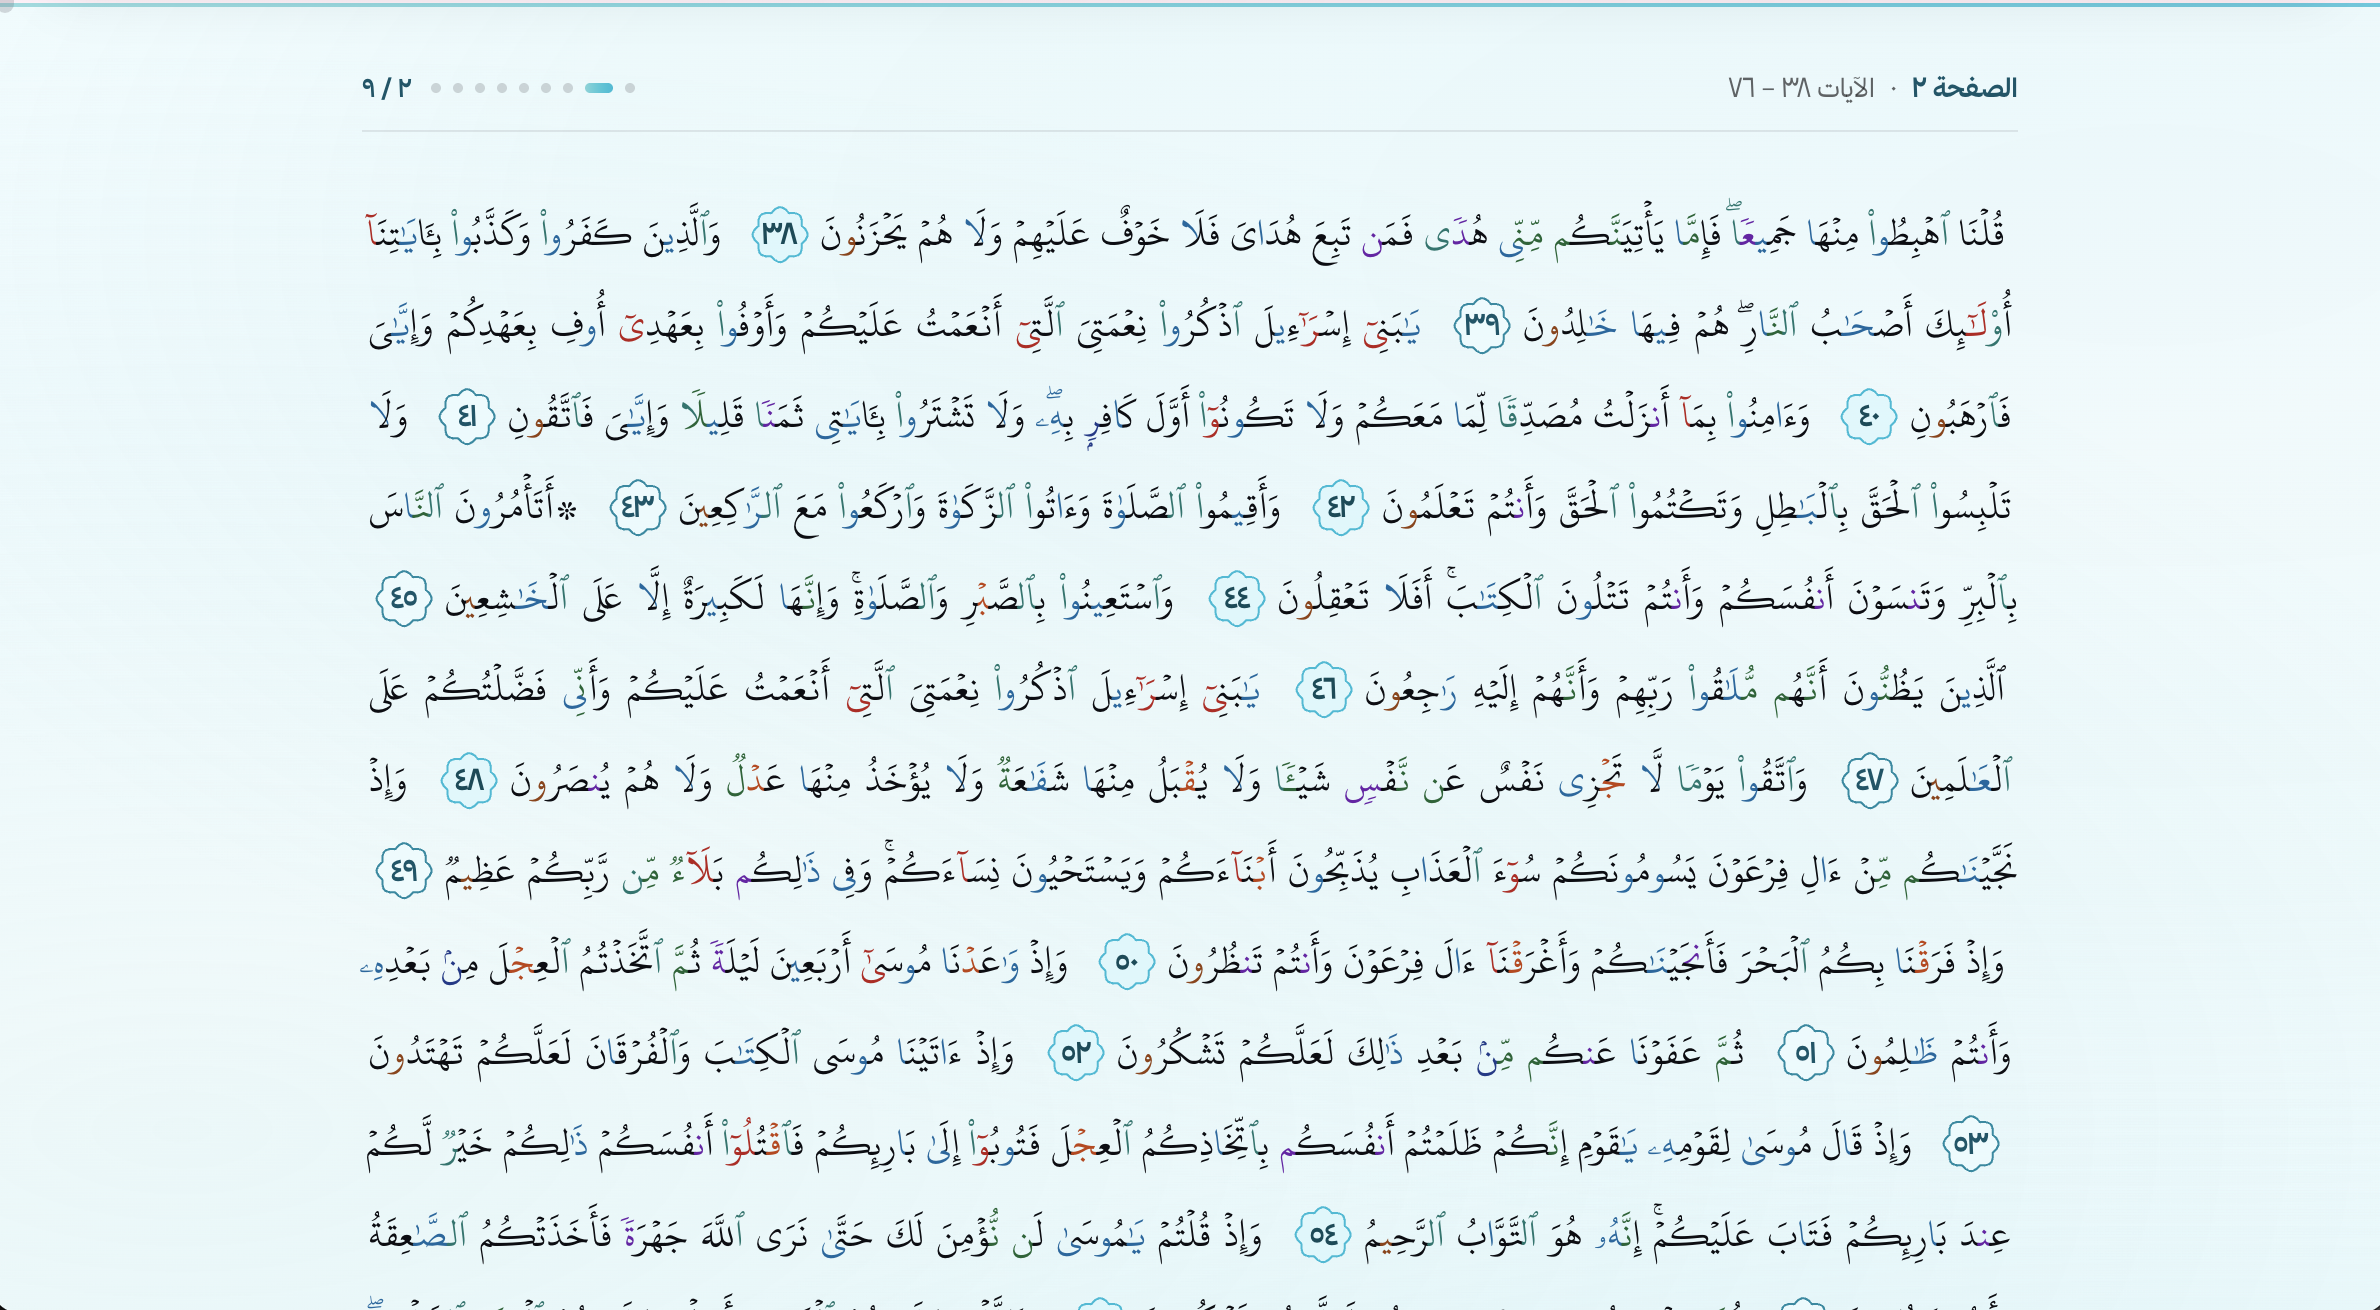 الصفحة ٢ · الآيات ٣٨ – ٧٦
٢ / ٩
قُلْنَا ٱهْبِطُوا۟ مِنْهَا جَمِيعًۭا ۖ فَإِمَّا يَأْتِيَنَّكُم مِّنِّى هُدًۭى فَمَن تَبِعَ هُدَاىَ فَلَا خَوْفٌ عَلَيْهِمْ وَلَا هُمْ يَحْزَنُونَ ٣٨ وَٱلَّذِينَ كَفَرُوا۟ وَكَذَّبُوا۟ بِـَٔايَـٰتِنَآ
أُو۟لَـٰٓئِكَ أَصْحَـٰبُ ٱلنَّارِ ۖ هُمْ فِيهَا خَـٰلِدُونَ ٣٩ يَـٰبَنِىٓ إِسْرَٰٓءِيلَ ٱذْكُرُوا۟ نِعْمَتِىَ ٱلَّتِىٓ أَنْعَمْتُ عَلَيْكُمْ وَأَوْفُوا۟ بِعَهْدِىٓ أُوفِ بِعَهْدِكُمْ وَإِيَّـٰىَ
فَٱرْهَبُونِ ٤٠ وَءَامِنُوا۟ بِمَآ أَنزَلْتُ مُصَدِّقًۭا لِّمَا مَعَكُمْ وَلَا تَكُونُوٓا۟ أَوَّلَ كَافِرٍۭ بِهِۦ ۖ وَلَا تَشْتَرُوا۟ بِـَٔايَـٰتِى ثَمَنًۭا قَلِيلًۭا وَإِيَّـٰىَ فَٱتَّقُونِ ٤١ وَلَا
تَلْبِسُوا۟ ٱلْحَقَّ بِٱلْبَـٰطِلِ وَتَكْتُمُوا۟ ٱلْحَقَّ وَأَنتُمْ تَعْلَمُونَ ٤٢ وَأَقِيمُوا۟ ٱلصَّلَوٰةَ وَءَاتُوا۟ ٱلزَّكَوٰةَ وَٱرْكَعُوا۟ مَعَ ٱلرَّٰكِعِينَ ٤٣ ۞أَتَأْمُرُونَ ٱلنَّاسَ
بِٱلْبِرِّ وَتَنسَوْنَ أَنفُسَكُمْ وَأَنتُمْ تَتْلُونَ ٱلْكِتَـٰبَ ۚ أَفَلَا تَعْقِلُونَ ٤٤ وَٱسْتَعِينُوا۟ بِٱلصَّبْرِ وَٱلصَّلَوٰةِ ۚ وَإِنَّهَا لَكَبِيرَةٌ إِلَّا عَلَى ٱلْخَـٰشِعِينَ ٤٥
ٱلَّذِينَ يَظُنُّونَ أَنَّهُم مُّلَـٰقُوا۟ رَبِّهِمْ وَأَنَّهُمْ إِلَيْهِ رَٰجِعُونَ ٤٦ يَـٰبَنِىٓ إِسْرَٰٓءِيلَ ٱذْكُرُوا۟ نِعْمَتِىَ ٱلَّتِىٓ أَنْعَمْتُ عَلَيْكُمْ وَأَنِّى فَضَّلْتُكُمْ عَلَى
ٱلْعَـٰلَمِينَ ٤٧ وَٱتَّقُوا۟ يَوْمًۭا لَّا تَجْزِى نَفْسٌ عَن نَّفْسٍۢ شَيْـًۭٔا وَلَا يُقْبَلُ مِنْهَا شَفَـٰعَةٌۭ وَلَا يُؤْخَذُ مِنْهَا عَدْلٌۭ وَلَا هُمْ يُنصَرُونَ ٤٨ وَإِذْ
نَجَّيْنَـٰكُم مِّنْ ءَالِ فِرْعَوْنَ يَسُومُونَكُمْ سُوٓءَ ٱلْعَذَابِ يُذَبِّحُونَ أَبْنَآءَكُمْ وَيَسْتَحْيُونَ نِسَآءَكُمْ ۚ وَفِى ذَٰلِكُم بَلَآءٌۭ مِّن رَّبِّكُمْ عَظِيمٌۭ ٤٩
وَإِذْ فَرَقْنَا بِكُمُ ٱلْبَحْرَ فَأَنجَيْنَـٰكُمْ وَأَغْرَقْنَآ ءَالَ فِرْعَوْنَ وَأَنتُمْ تَنظُرُونَ ٥٠ وَإِذْ وَٰعَدْنَا مُوسَىٰٓ أَرْبَعِينَ لَيْلَةًۭ ثُمَّ ٱتَّخَذْتُمُ ٱلْعِجْلَ مِنۢ بَعْدِهِۦ
وَأَنتُمْ ظَـٰلِمُونَ ٥١ ثُمَّ عَفَوْنَا عَنكُم مِّنۢ بَعْدِ ذَٰلِكَ لَعَلَّكُمْ تَشْكُرُونَ ٥٢ وَإِذْ ءَاتَيْنَا مُوسَى ٱلْكِتَـٰبَ وَٱلْفُرْقَانَ لَعَلَّكُمْ تَهْتَدُونَ
٥٣ وَإِذْ قَالَ مُوسَىٰ لِقَوْمِهِۦ يَـٰقَوْمِ إِنَّكُمْ ظَلَمْتُمْ أَنفُسَكُم بِٱتِّخَاذِكُمُ ٱلْعِجْلَ فَتُوبُوٓا۟ إِلَىٰ بَارِئِكُمْ فَٱقْتُلُوٓا۟ أَنفُسَكُمْ ذَٰلِكُمْ خَيْرٌۭ لَّكُمْ
عِندَ بَارِئِكُمْ فَتَابَ عَلَيْكُمْ ۚ إِنَّهُۥ هُوَ ٱلتَّوَّابُ ٱلرَّحِيمُ ٥٤ وَإِذْ قُلْتُمْ يَـٰمُوسَىٰ لَن نُّؤْمِنَ لَكَ حَتَّىٰ نَرَى ٱللَّهَ جَهْرَةًۭ فَأَخَذَتْكُمُ ٱلصَّـٰعِقَةُ